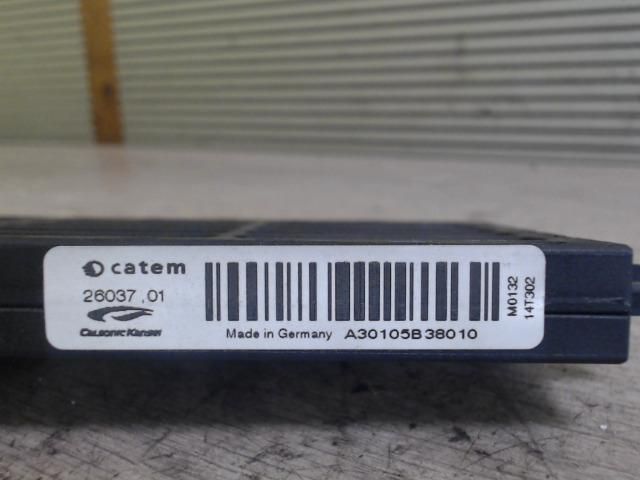 catem
26037 .01
CALSONIC KANSEI
Made in Germany A30105B38010
M0132
14T302